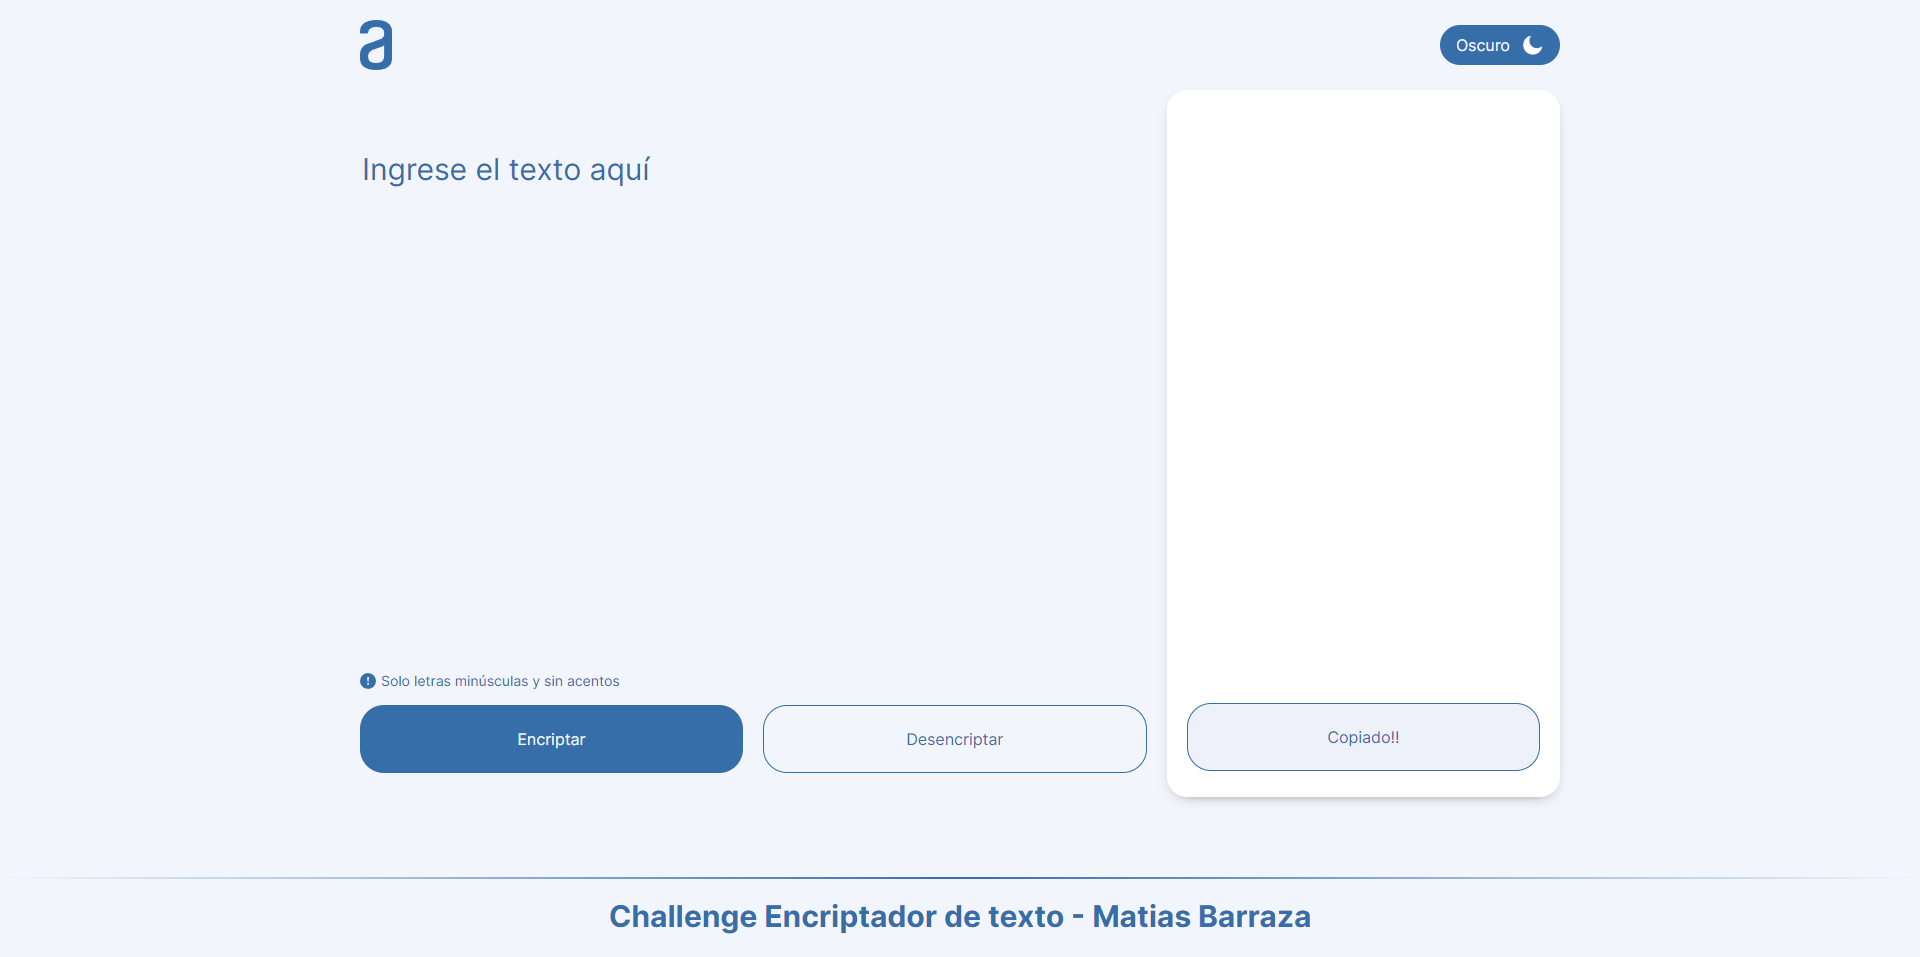 a
Oscuro
Ingrese el texto aquí
! Solo letras minúsculas y sin acentos
Encriptar
Desencriptar
Copiado!!
Challenge Encriptador de texto - Matias Barraza